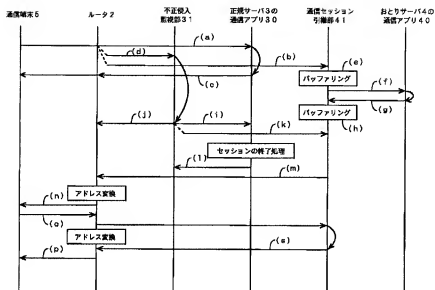 通信端末5
ルータ2
不正侵入
監視部31
正規サーバ3の
通信アプリ30
通信セッション
引継部41
おとりサーバ4の
通信アプリ40
(a)
(d)
(b)
(e)
バッファリング
(f)
(c)
(g)
バッファリング
(j)
(i)
(k)
(h)
セッションの終了処理
(l)
(m)
アドレス変換
(n)
(o)
アドレス変換
(s)
(p)